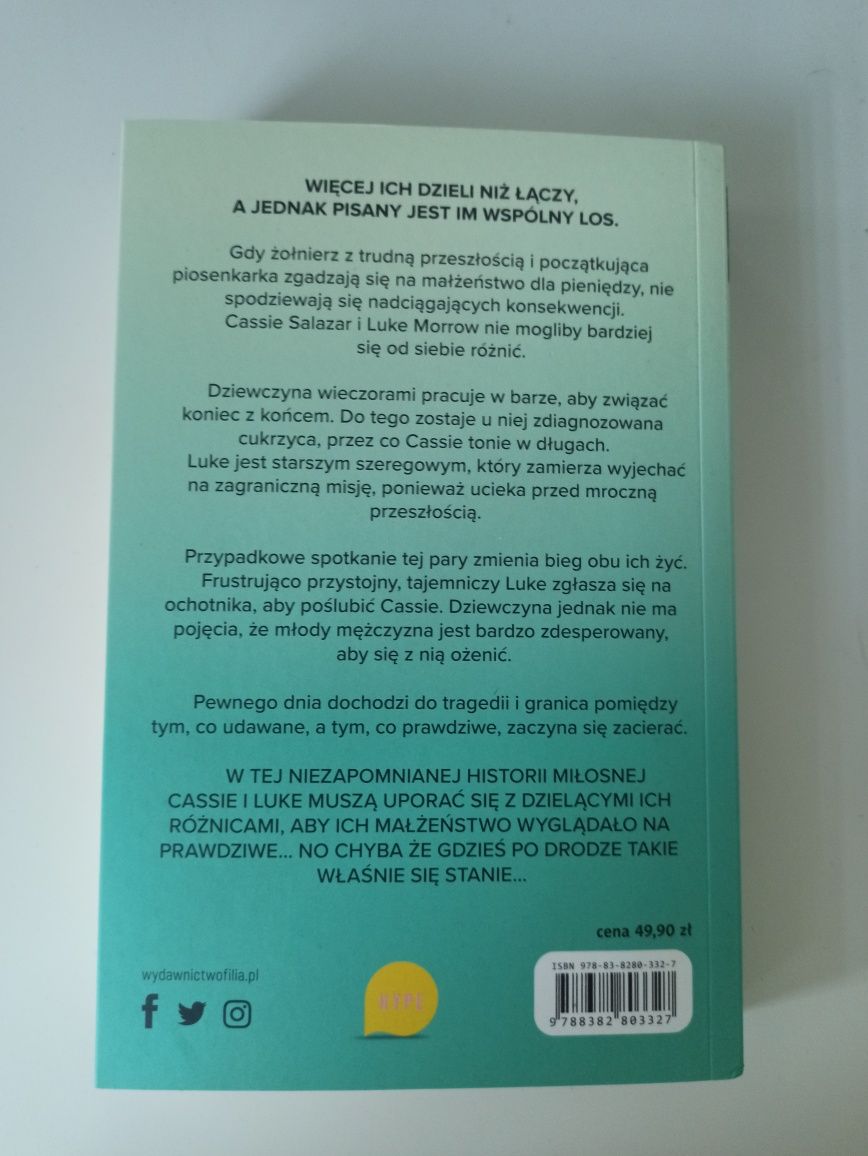 WIĘCEJ ICH DZIELI NIŻ ŁĄCZY,
A JEDNAK PISANY JEST IM WSPÓLNY LOS.
Gdy żołnierz z trudną przeszłością i początkująca
piosenkarka zgadzają się na małżeństwo dla pieniędzy, nie
spodziewają się nadciągających konsekwencji.
Cassie Salazar i Luke Morrow nie mogliby bardziej
się od siebie różnić.
Dziewczyna wieczorami pracuje w barze, aby związać
koniec z końcem. Do tego zostaje u niej zdiagnozowana
cukrzyca, przez co Cassie tonie w długach.
Luke jest starszym szeregowym, który zamierza wyjechać
na zagraniczną misję, ponieważ ucieka przed mroczną
przeszłością.
Przypadkowe spotkanie tej pary zmienia bieg obu ich żyć.
Frustrująco przystojny, tajemniczy Luke zgłasza się na
ochotnika, aby poślubić Cassie. Dziewczyna jednak nie ma
pojęcia, że młody mężczyzna jest bardzo zdesperowany,
aby się z nią ożenić.
Pewnego dnia dochodzi do tragedii i granica pomiędzy
tym, co udawane, a tym, co prawdziwe, zaczyna się zacierać.
W TEJ NIEZAPOMNIANEJ HISTORII MIŁOSNEJ
CASSIE I LUKE MUSZĄ UPORAĆ SIĘ Z DZIELĄCYMI ICH
RÓŻNICAMI, ABY ICH MAŁŻEŃSTWO WYGLĄDAŁO NA
PRAWDZIWE... NO CHYBA ŻE GDZIEŚ PO DRODZE TAKIE
WŁAŚNIE SIĘ STANIE...
cena 49,90 zł
wydawnictwofilia.pl
HYPE
ISBN 978-83-8280-332-7
9 788382 803327